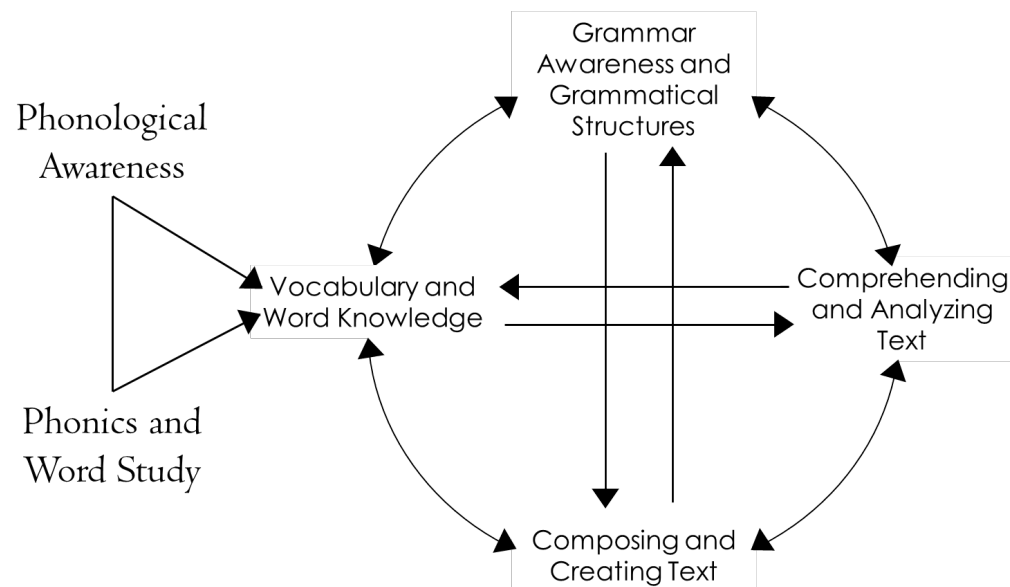 Grammar
Awareness and
Grammatical
Structures
Phonological
Awareness
Vocabulary and
Word Knowledge
Comprehending
and Analyzing
Text
Phonics and
Word Study
Composing and
Creating Text